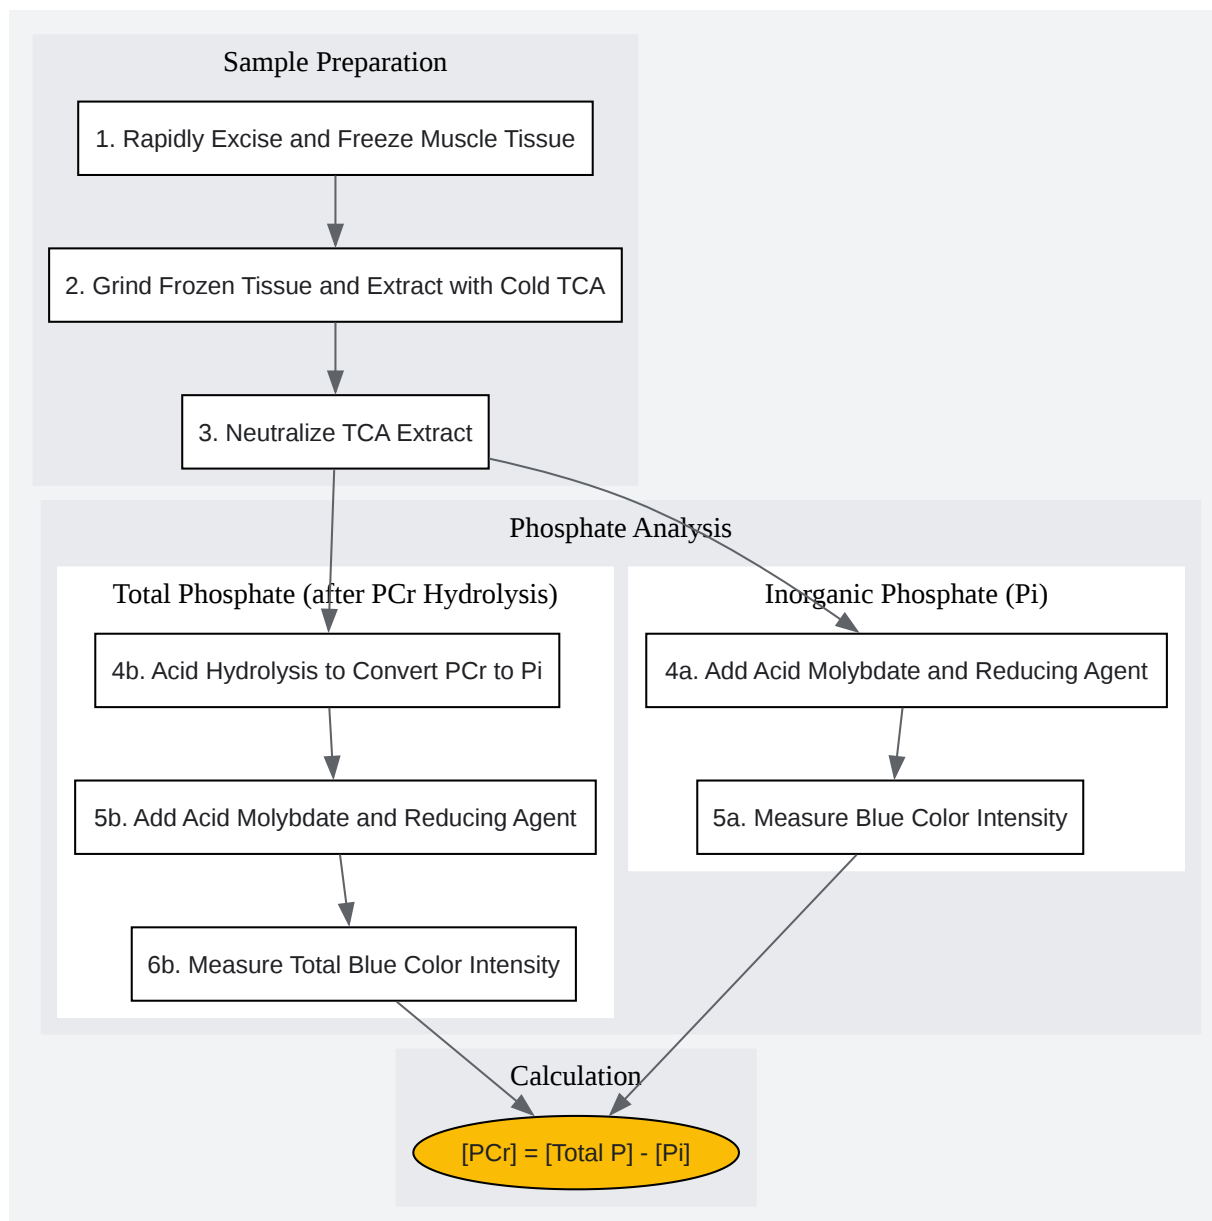 Sample Preparation
1. Rapidly Excise and Freeze Muscle Tissue
2. Grind Frozen Tissue and Extract with Cold TCA
3. Neutralize TCA Extract
Phosphate Analysis
Total Phosphate (after PCr Hydrolysis)
4b. Acid Hydrolysis to Convert PCr to Pi
5b. Add Acid Molybdate and Reducing Agent
6b. Measure Total Blue Color Intensity
Inorganic Phosphate (Pi)
4a. Add Acid Molybdate and Reducing Agent
5a. Measure Blue Color Intensity
Calculation
[PCr] = [Total P] - [Pi]